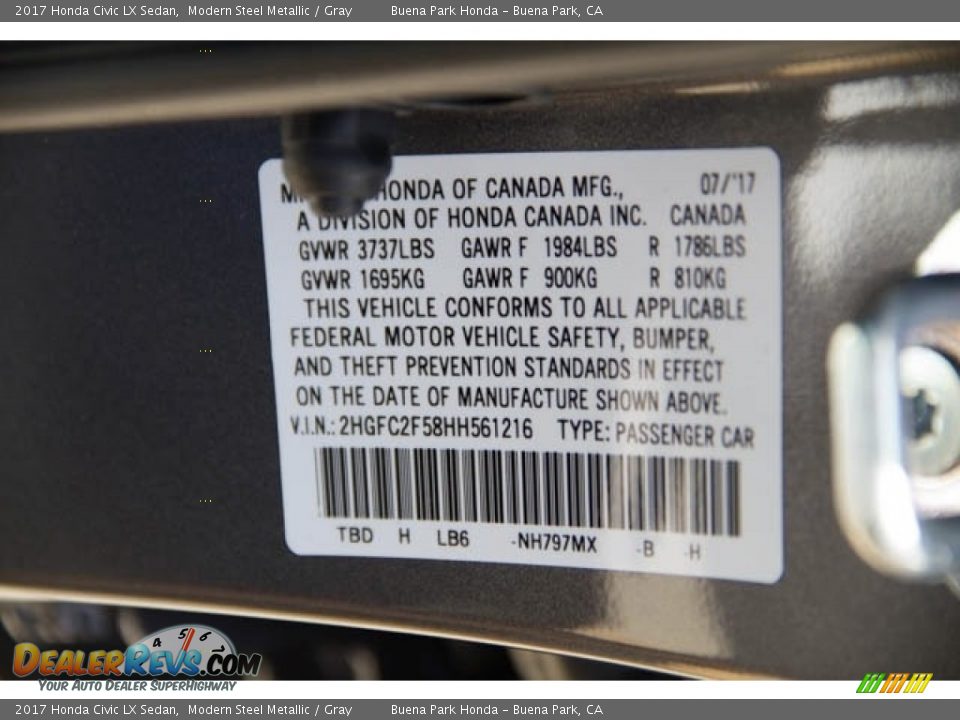 2017 Honda Civic LX Sedan, Modern Steel Metallic / Gray Buena Park Honda - Buena Park, CA
HONDA OF CANADA MFG., 07/'17
A DIVISION OF HONDA CANADA INC. CANADA
GVWR 3737LBS GAWR F 1984LBS R 1786LBS
GVWR 1695KG GAWR F 900KG R 810KG
THIS VEHICLE CONFORMS TO ALL APPLICABLE
FEDERAL MOTOR VEHICLE SAFETY, BUMPER,
AND THEFT PREVENTION STANDARDS IN EFFECT
ON THE DATE OF MANUFACTURE SHOWN ABOVE.
V.I.N.: 2HGFC2F58HH561216 TYPE: PASSENGER CAR
TBD H LB6 -NH797MX -B -H
4 5 6
DealerRevs.com
Your Auto Dealer SuperHighway
2017 Honda Civic LX Sedan, Modern Steel Metallic / Gray Buena Park Honda - Buena Park, CA